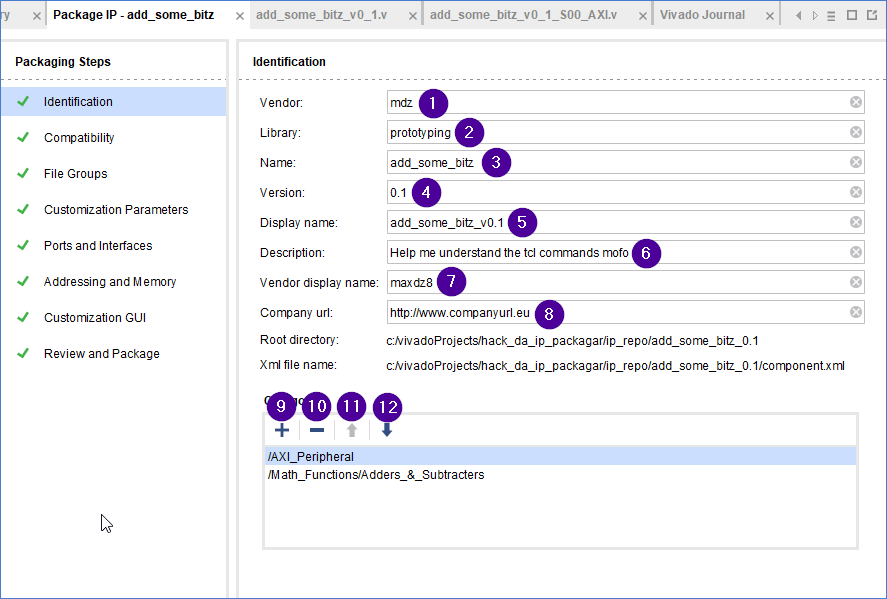 ry
Package IP - add_some_bitz
add_some_bitz_v0_1.v
add_some_bitz_v0_1_S00_AXI.v
Vivado Journal
Packaging Steps
Identification
Compatibility
File Groups
Customization Parameters
Ports and Interfaces
Addressing and Memory
Customization GUI
Review and Package
Identification
Vendor: mdz 1
Library: prototyping 2
Name: add_some_bitz 3
Version: 0.1 4
Display name: add_some_bitz_v0.1 5
Description: Help me understand the tcl commands mofo 6
Vendor display name: maxdz8 7
Company url: http://www.companyurl.eu 8
Root directory: c:/vivadoProjects/hack_da_ip_packagar/ip_repo/add_some_bitz_0.1
Xml file name: c:/vivadoProjects/hack_da_ip_packagar/ip_repo/add_some_bitz_0.1/component.xml
9 10 11 12
/AXI_Peripheral
/Math_Functions/Adders_&_Subtracters